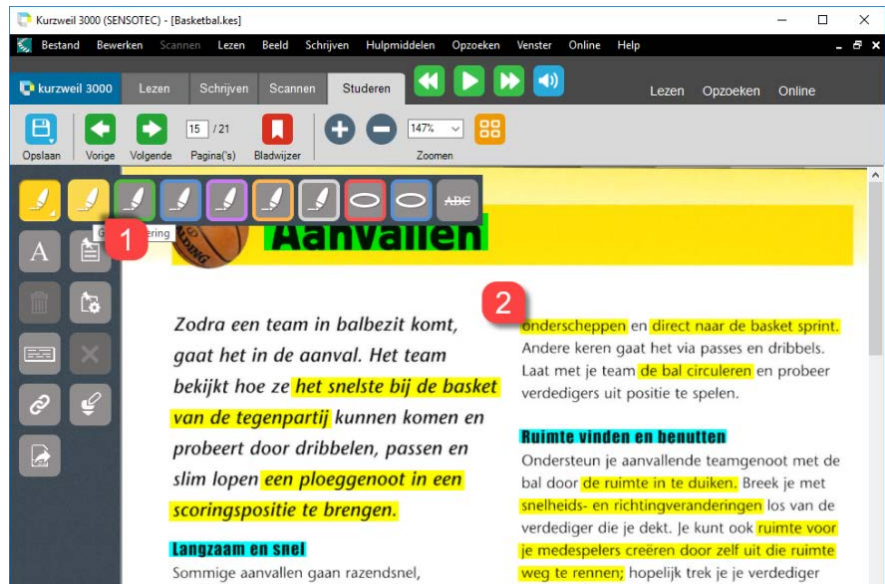 Kurzweil 3000 (SENSOTEC) - [Basketbal.kes]
Bestand Bewerken Scannen Lezen Beeld Schrijven Hulpmiddelen Opzoeken Venster Online Help
kurzweil 3000 Lezen Schrijven Scannen Studeren Lezen Opzoeken Online
15 / 21 147%
Opslaan Vorige Volgende Pagina('s) Bladwijzer Zoomen
ABC
1
A
Aanvallen
2
Zodra een team in balbezit komt,
gaat het in de aanval. Het team
bekijkt hoe ze het snelste bij de basket
van de tegenpartij kunnen komen en
probeert door dribbelen, passen en
slim lopen een ploeggenoot in een
scoringspositie te brengen.
Langzaam en snel
Sommige aanvallen gaan razendsnel,
onderscheppen en direct naar de basket sprint.
Andere keren gaat het via passes en dribbels.
Laat met je team de bal circuleren en probeer
verdedigers uit positie te spelen.
Ruimte vinden en benutten
Ondersteun je aanvallende teamgenoot met de
bal door de ruimte in te duiken. Breek je met
snelheids- en richtingveranderingen los van de
verdediger die je dekt. Je kunt ook ruimte voor
je medespelers creëren door zelf uit die ruimte
weg te rennen; hopelijk trek je je verdediger